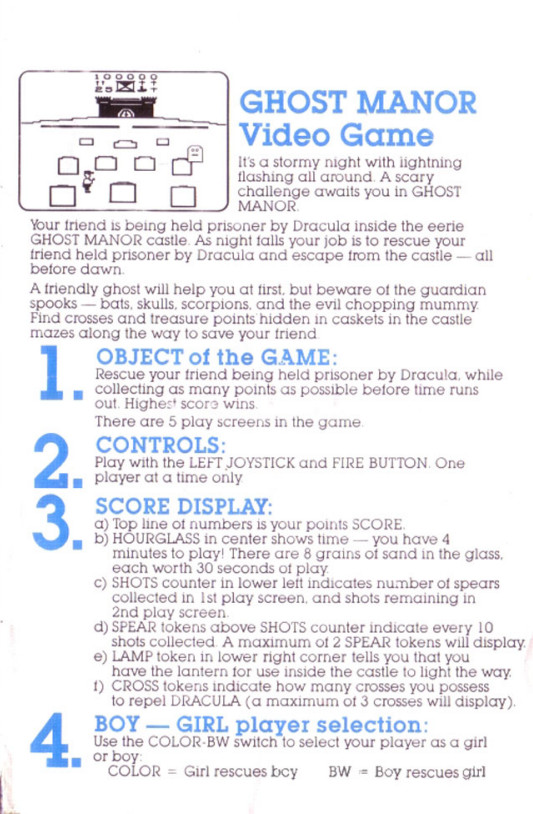 100000
25
GHOST MANOR
Video Game
It's a stormy night with lightning
flashing all around. A scary
challenge awaits you in GHOST
MANOR.
Your friend is being held prisoner by Dracula inside the eerie
GHOST MANOR castle. As night falls your job is to rescue your
friend held prisoner by Dracula and escape from the castle — all
before dawn.
A friendly ghost will help you at first, but beware of the guardian
spooks — bats, skulls, scorpions, and the evil chopping mummy.
Find crosses and treasure points hidden in caskets in the castle
mazes along the way to save your friend.
1. OBJECT of the GAME:
Rescue your friend being held prisoner by Dracula, while
collecting as many points as possible before time runs
out. Highest score wins.
There are 5 play screens in the game.
2. CONTROLS:
Play with the LEFT JOYSTICK and FIRE BUTTON. One
player at a time only
3. SCORE DISPLAY:
a) Top line of numbers is your points SCORE.
b) HOURGLASS in center shows time — you have 4
minutes to play! There are 8 grains of sand in the glass,
each worth 30 seconds of play.
c) SHOTS counter in lower left indicates number of spears
collected in 1st play screen, and shots remaining in
2nd play screen.
d) SPEAR tokens above SHOTS counter indicate every 10
shots collected. A maximum of 2 SPEAR tokens will display.
e) LAMP token in lower right corner tells you that you
have the lantern for use inside the castle to light the way.
f) CROSS tokens indicate how many crosses you possess
to repel DRACULA (a maximum of 3 crosses will display).
4. BOY — GIRL player selection:
Use the COLOR-BW switch to select your player as a girl
or boy:
COLOR = Girl rescues boy BW = Boy rescues girl